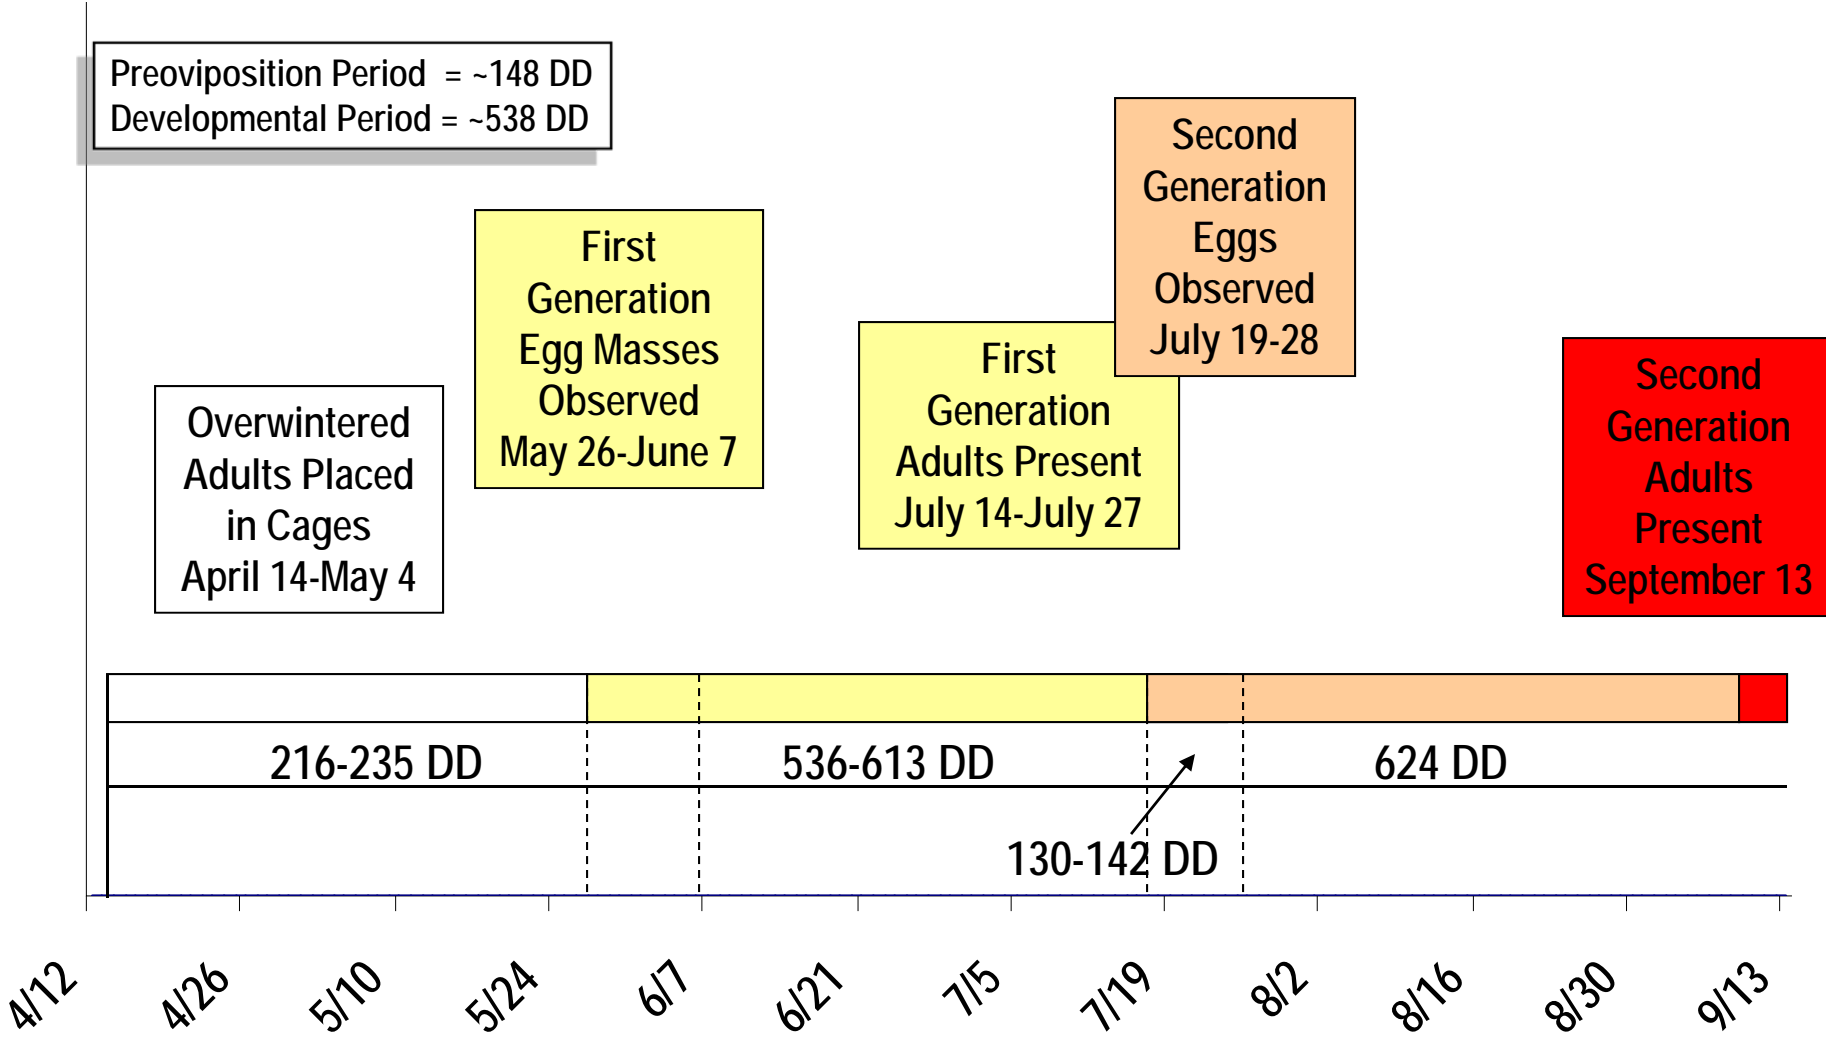 Preoviposition Period = ~148 DD
Developmental Period = ~538 DD
Overwintered
Adults Placed
in Cages
April 14-May 4
First
Generation
Egg Masses
Observed
May 26-June 7
First
Generation
Adults Present
July 14-July 27
Second
Generation
Eggs
Observed
July 19-28
Second
Generation
Adults
Present
September 13
216-235 DD
536-613 DD
624 DD
130-142 DD
4/12
4/26
5/10
5/24
6/7
6/21
7/5
7/19
8/2
8/16
8/30
9/13